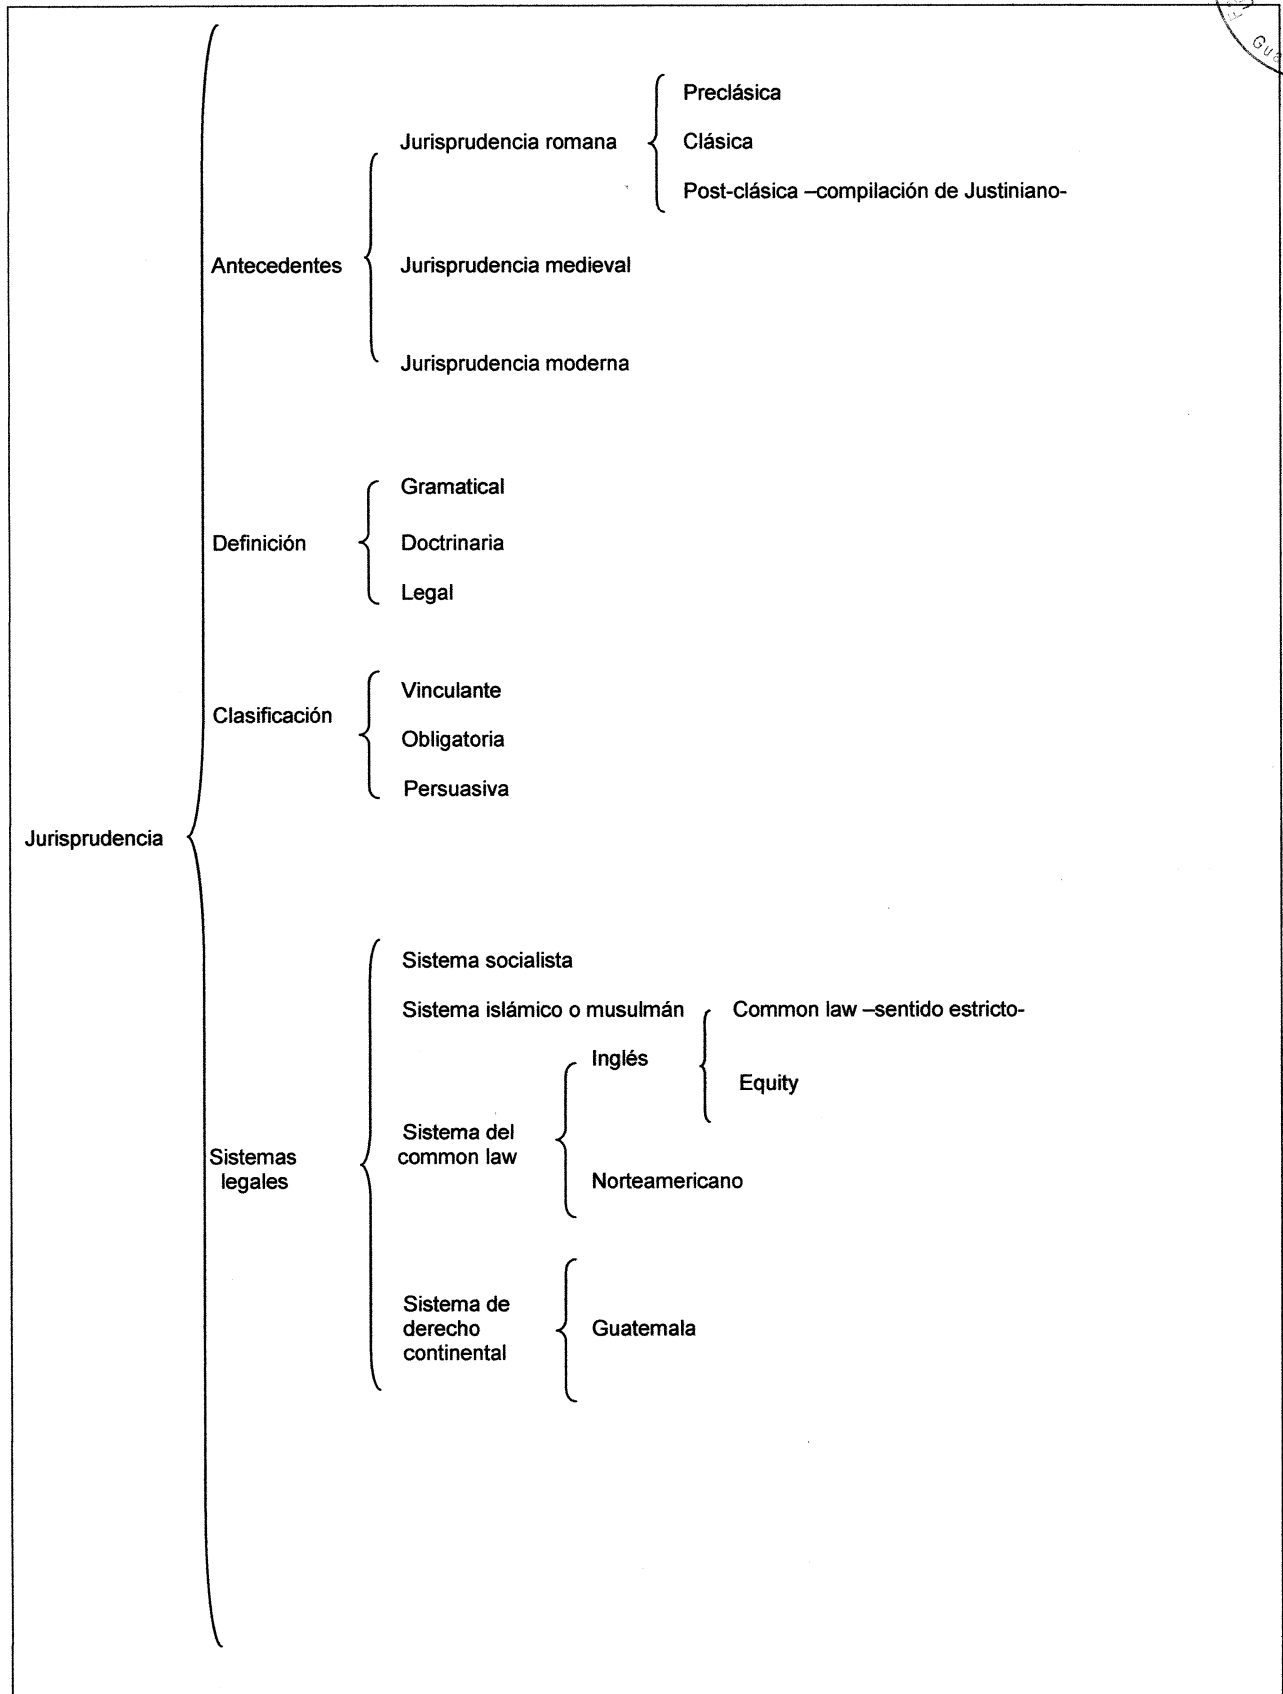 Jurisprudencia
Antecedentes
Jurisprudencia romana
Preclásica
Clásica
Post-clásica –compilación de Justiniano-
Jurisprudencia medieval
Jurisprudencia moderna
Definición
Gramatical
Doctrinaria
Legal
Clasificación
Vinculante
Obligatoria
Persuasiva
Sistemas
legales
Sistema socialista
Sistema islámico o musulmán
Sistema del
common law
Inglés
Common law –sentido estricto-
Equity
Norteamericano
Sistema de
derecho
continental
Guatemala